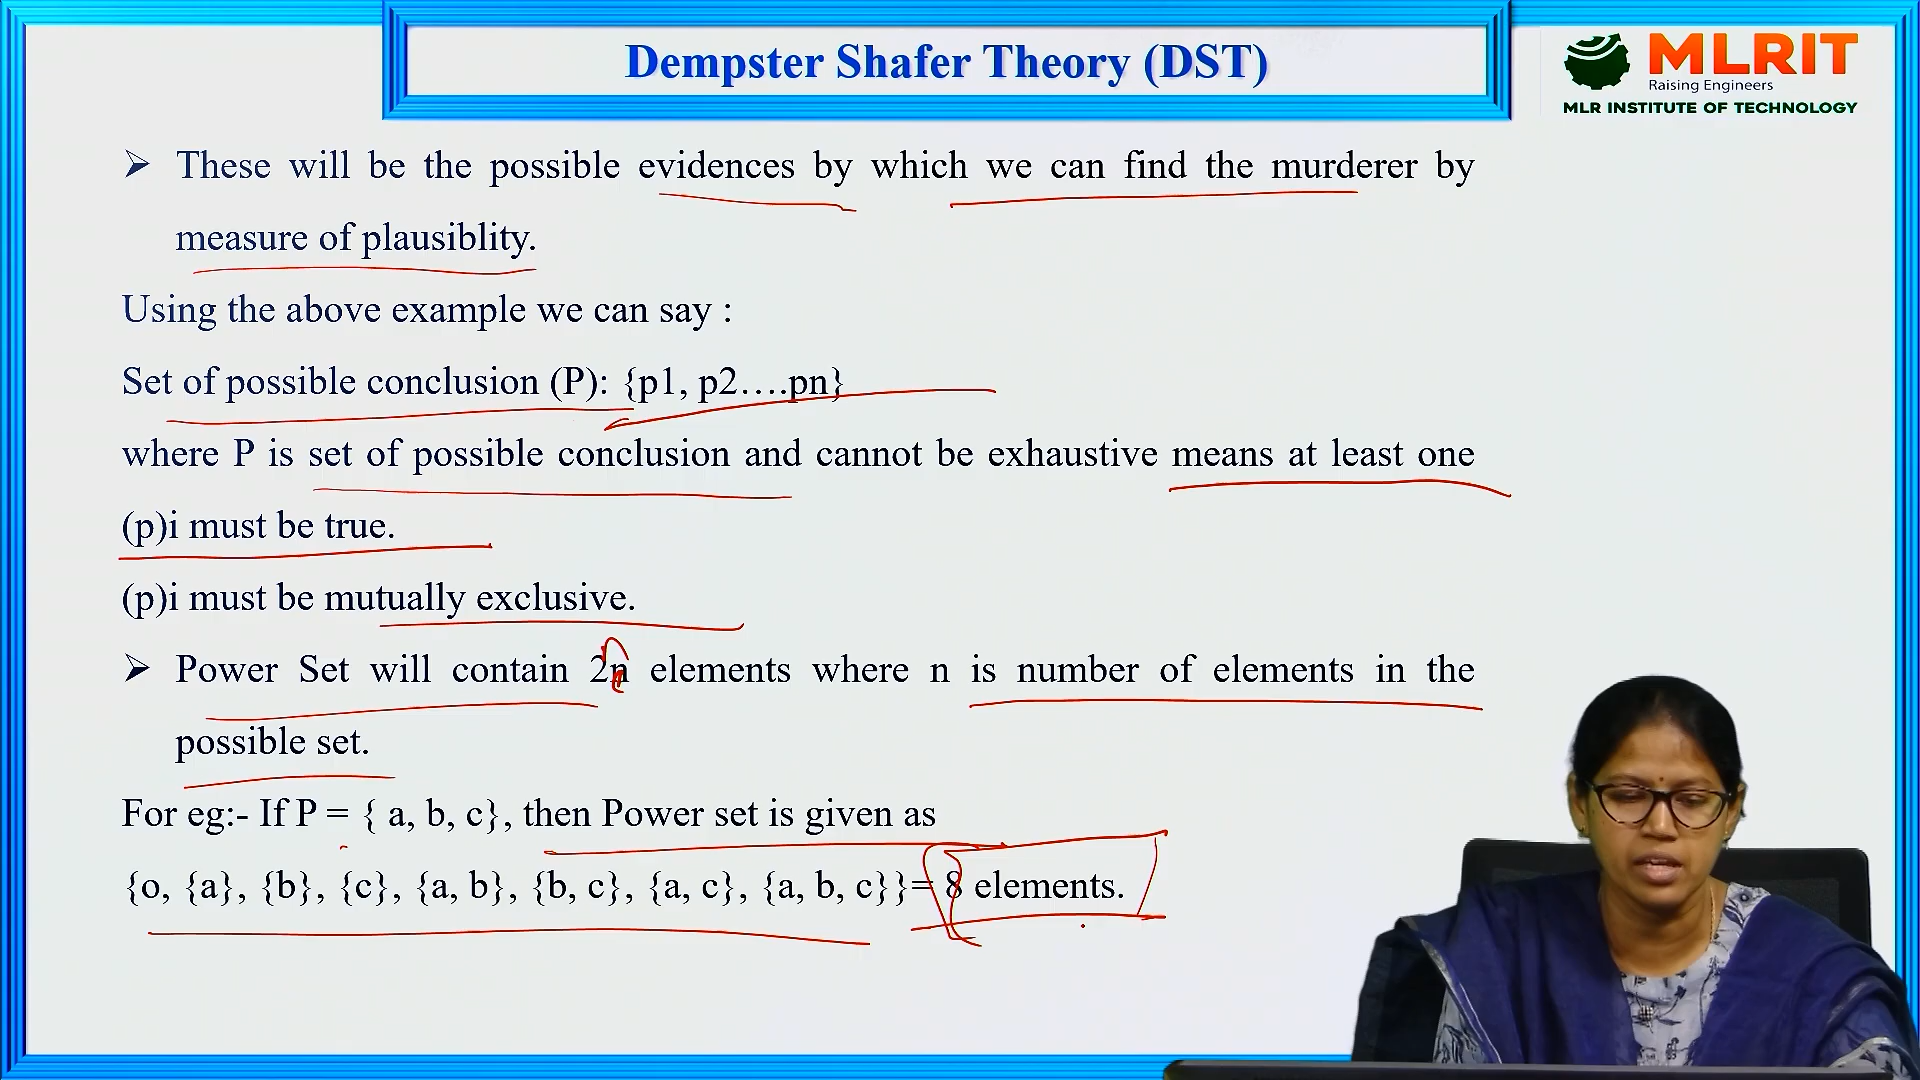 Dempster Shafer Theory (DST)
MLRIT
Raising Engineers
MLR INSTITUTE OF TECHNOLOGY
➢ These will be the possible evidences by which we can find the murderer by
measure of plausiblity.
Using the above example we can say :
Set of possible conclusion (P): {p1, p2….pn}
where P is set of possible conclusion and cannot be exhaustive means at least one
(p)i must be true.
(p)i must be mutually exclusive.
➢ Power Set will contain 2n elements where n is number of elements in the
possible set.
For eg:- If P = { a, b, c}, then Power set is given as
{o, {a}, {b}, {c}, {a, b}, {b, c}, {a, c}, {a, b, c}}= 8 elements.